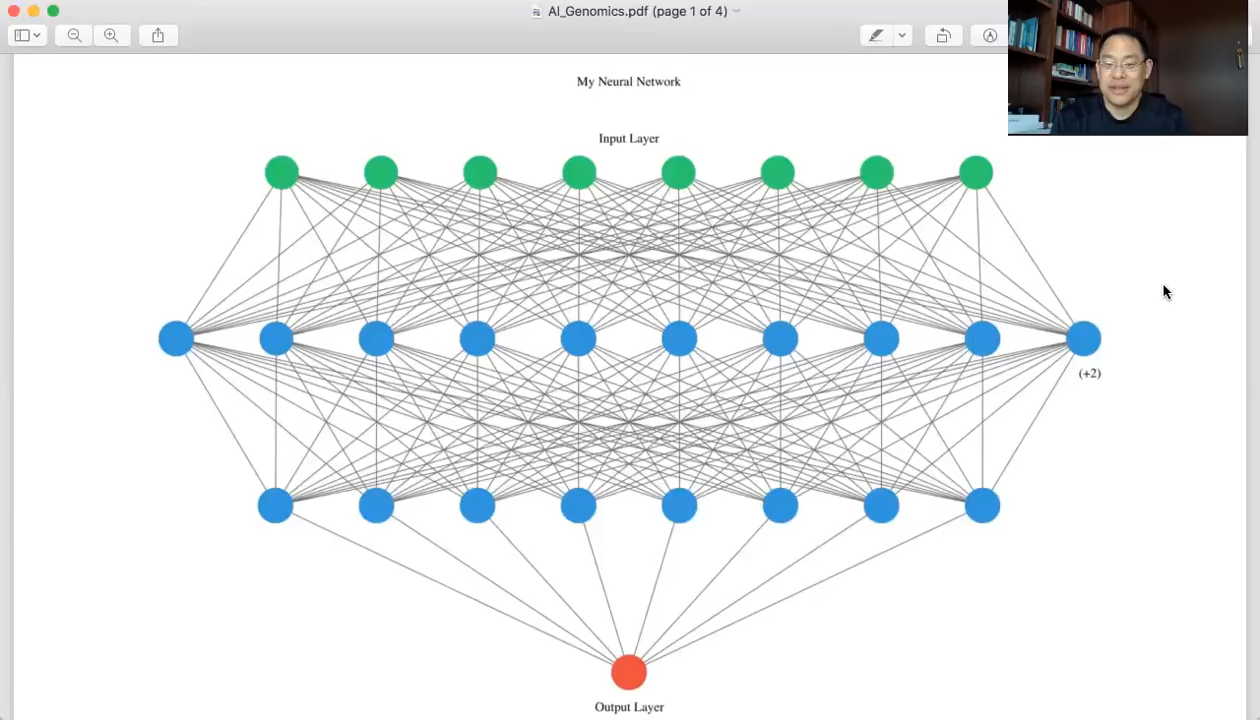 AI_Genomics.pdf (page 1 of 4)
My Neural Network
Input Layer
(+2)
Output Layer